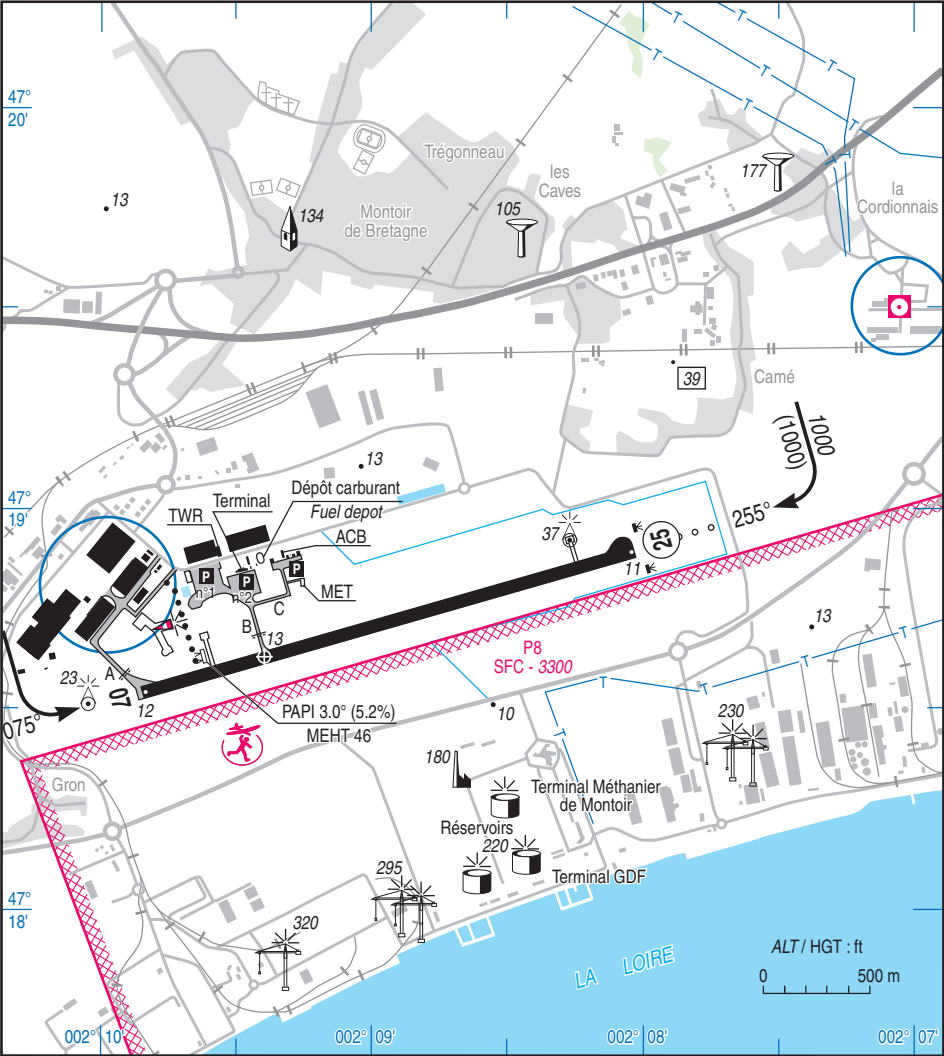 47°
20'
13
134
Trégonneau
Montoir
de Bretagne
105
les
Caves
177
la
Cordionnais
39
Camé
1000
(1000)
255°
47°
19'
13
Dépôt carburant
Fuel depot
Terminal
TWR
ACB
MET
P
P
P
n°1
n°2
C
B
13
A
37
25
11
13
P8
SFC - 3300
23
07
12
075°
PAPI 3.0° (5.2%)
MEHT 46
10
230
180
Gron
Terminal Méthanier
de Montoir
Réservoirs
220
Terminal GDF
295
320
47°
18'
LA LOIRE
ALT / HGT : ft
0
500 m
T
T
T
T
T
T
T
T
T
T
T
002° 10'
002° 09'
002° 08'
002° 07'